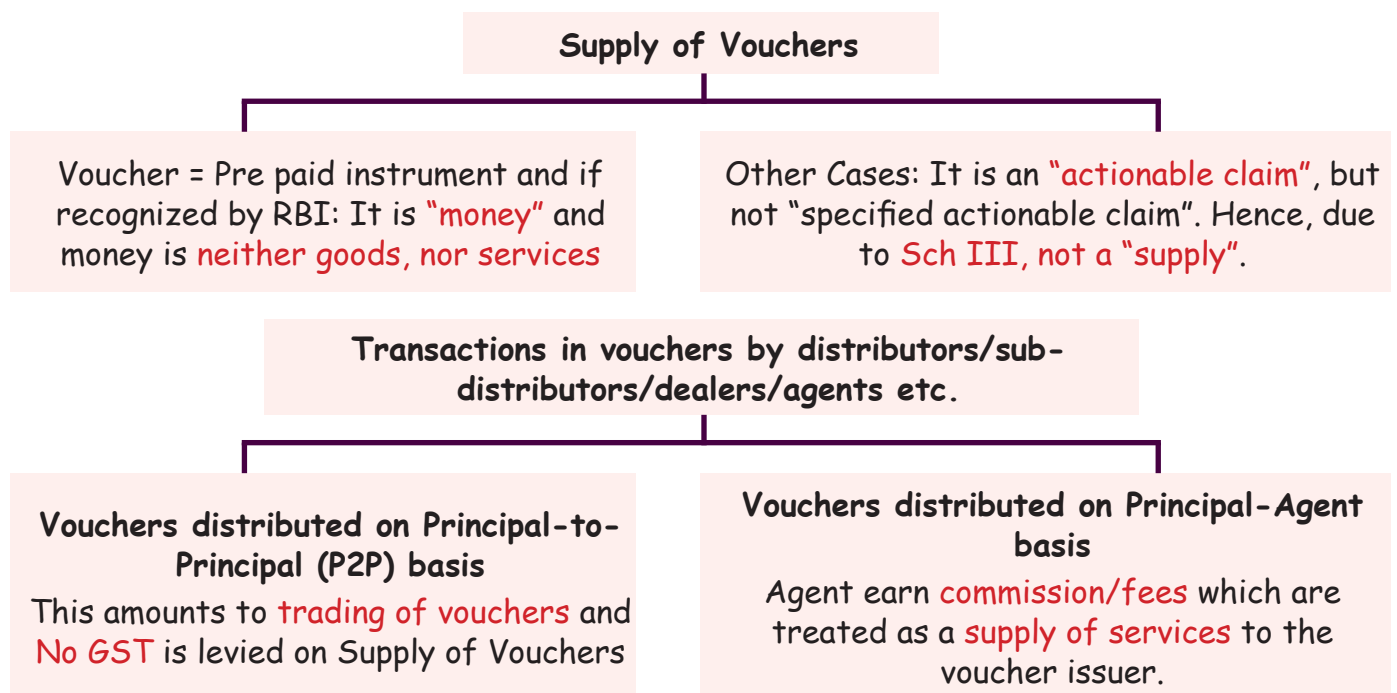 Supply of Vouchers
Voucher = Pre paid instrument and if
recognized by RBI: It is “money” and
money is neither goods, nor services
Other Cases: It is an “actionable claim”, but
not “specified actionable claim”. Hence, due
to Sch III, not a “supply”.
Transactions in vouchers by distributors/sub-
distributors/dealers/agents etc.
Vouchers distributed on Principal-to-
Principal (P2P) basis
This amounts to trading of vouchers and
No GST is levied on Supply of Vouchers
Vouchers distributed on Principal-Agent
basis
Agent earn commission/fees which are
treated as a supply of services to the
voucher issuer.